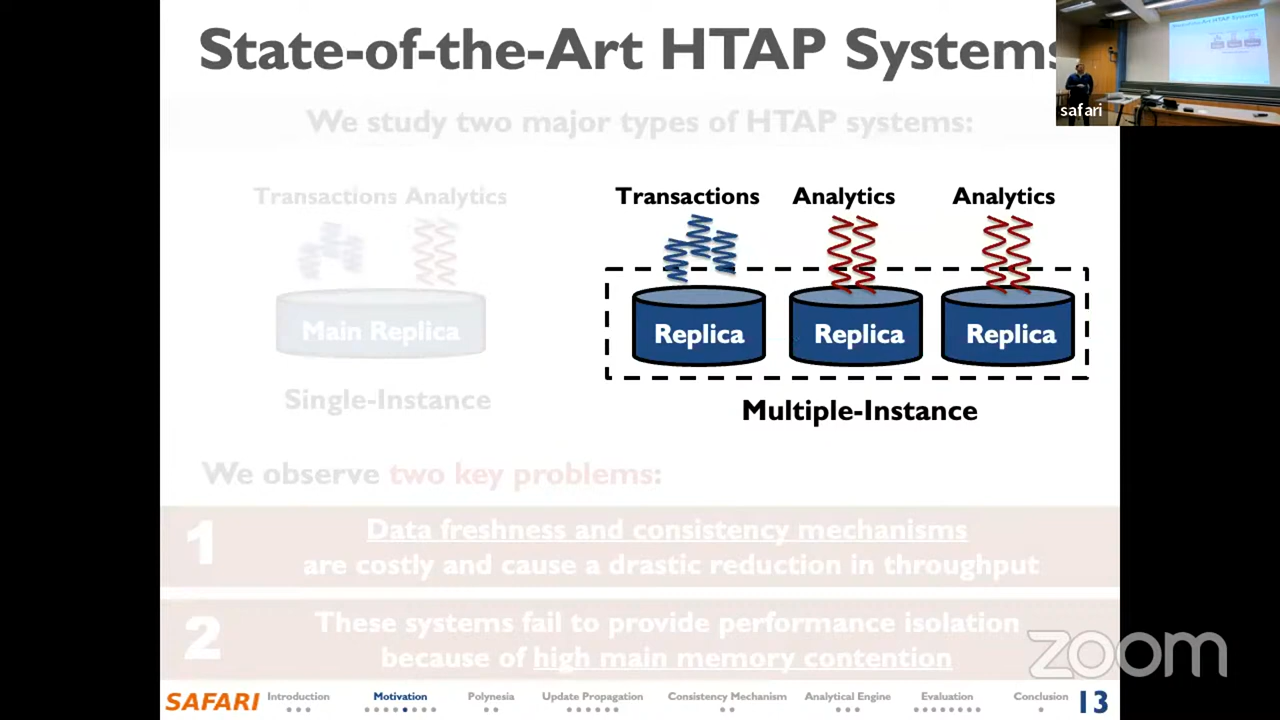 State-of-the-Art HTAP Systems
safari
We study two major types of HTAP systems:
Transactions Analytics
Main Replica
Single-Instance
Transactions Analytics Analytics
Replica Replica Replica
Multiple-Instance
We observe two key problems:
1
Data freshness and consistency mechanisms
are costly and cause a drastic reduction in throughput
2
These systems fail to provide performance isolation
because of high main memory contention
zoom
SAFARI Introduction Motivation Polynesia Update Propagation Consistency Mechanism Analytical Engine Evaluation Conclusion 13